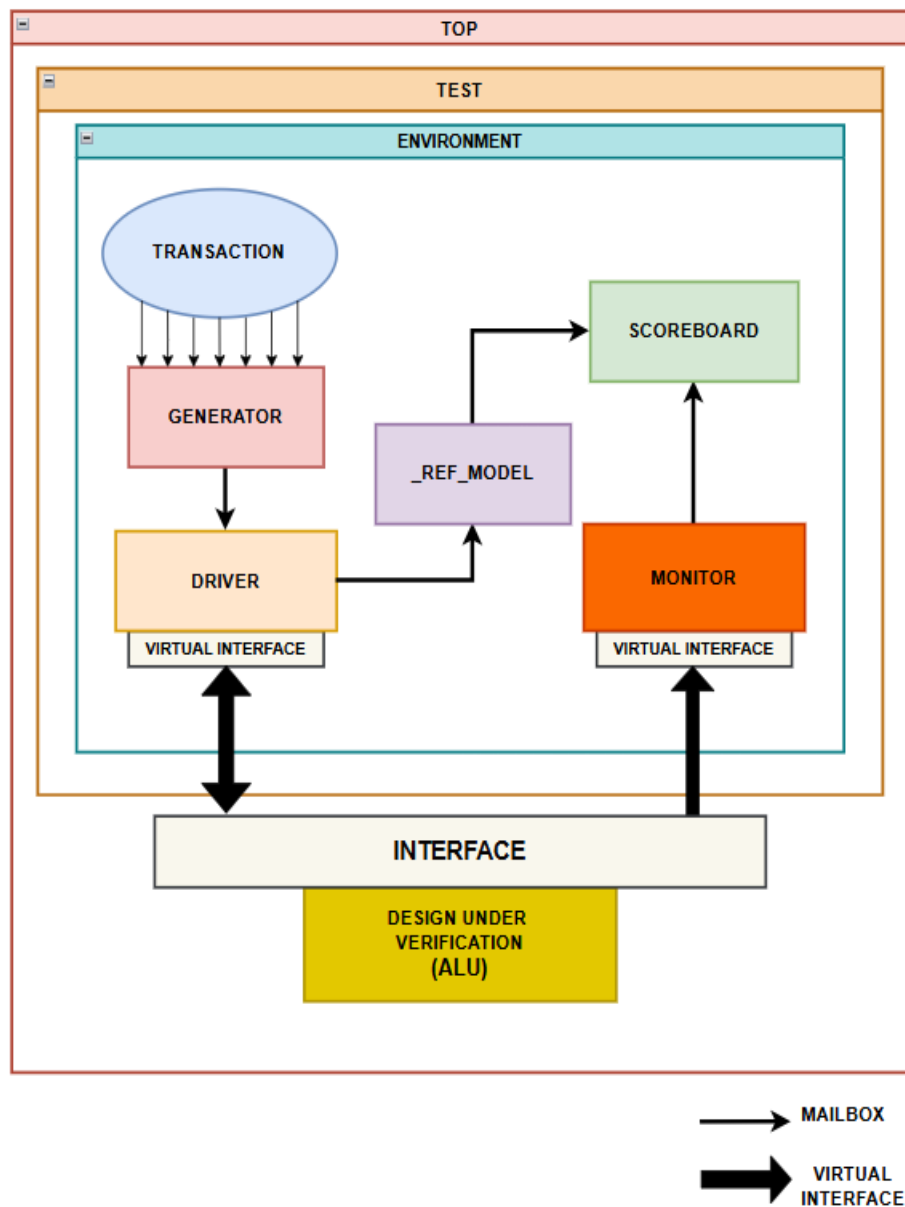 TOP
TEST
ENVIRONMENT
TRANSACTION
SCOREBOARD
GENERATOR
_REF_MODEL
DRIVER
MONITOR
VIRTUAL INTERFACE
VIRTUAL INTERFACE
INTERFACE
DESIGN UNDER
VERIFICATION
(ALU)
MAILBOX
VIRTUAL
INTERFACE